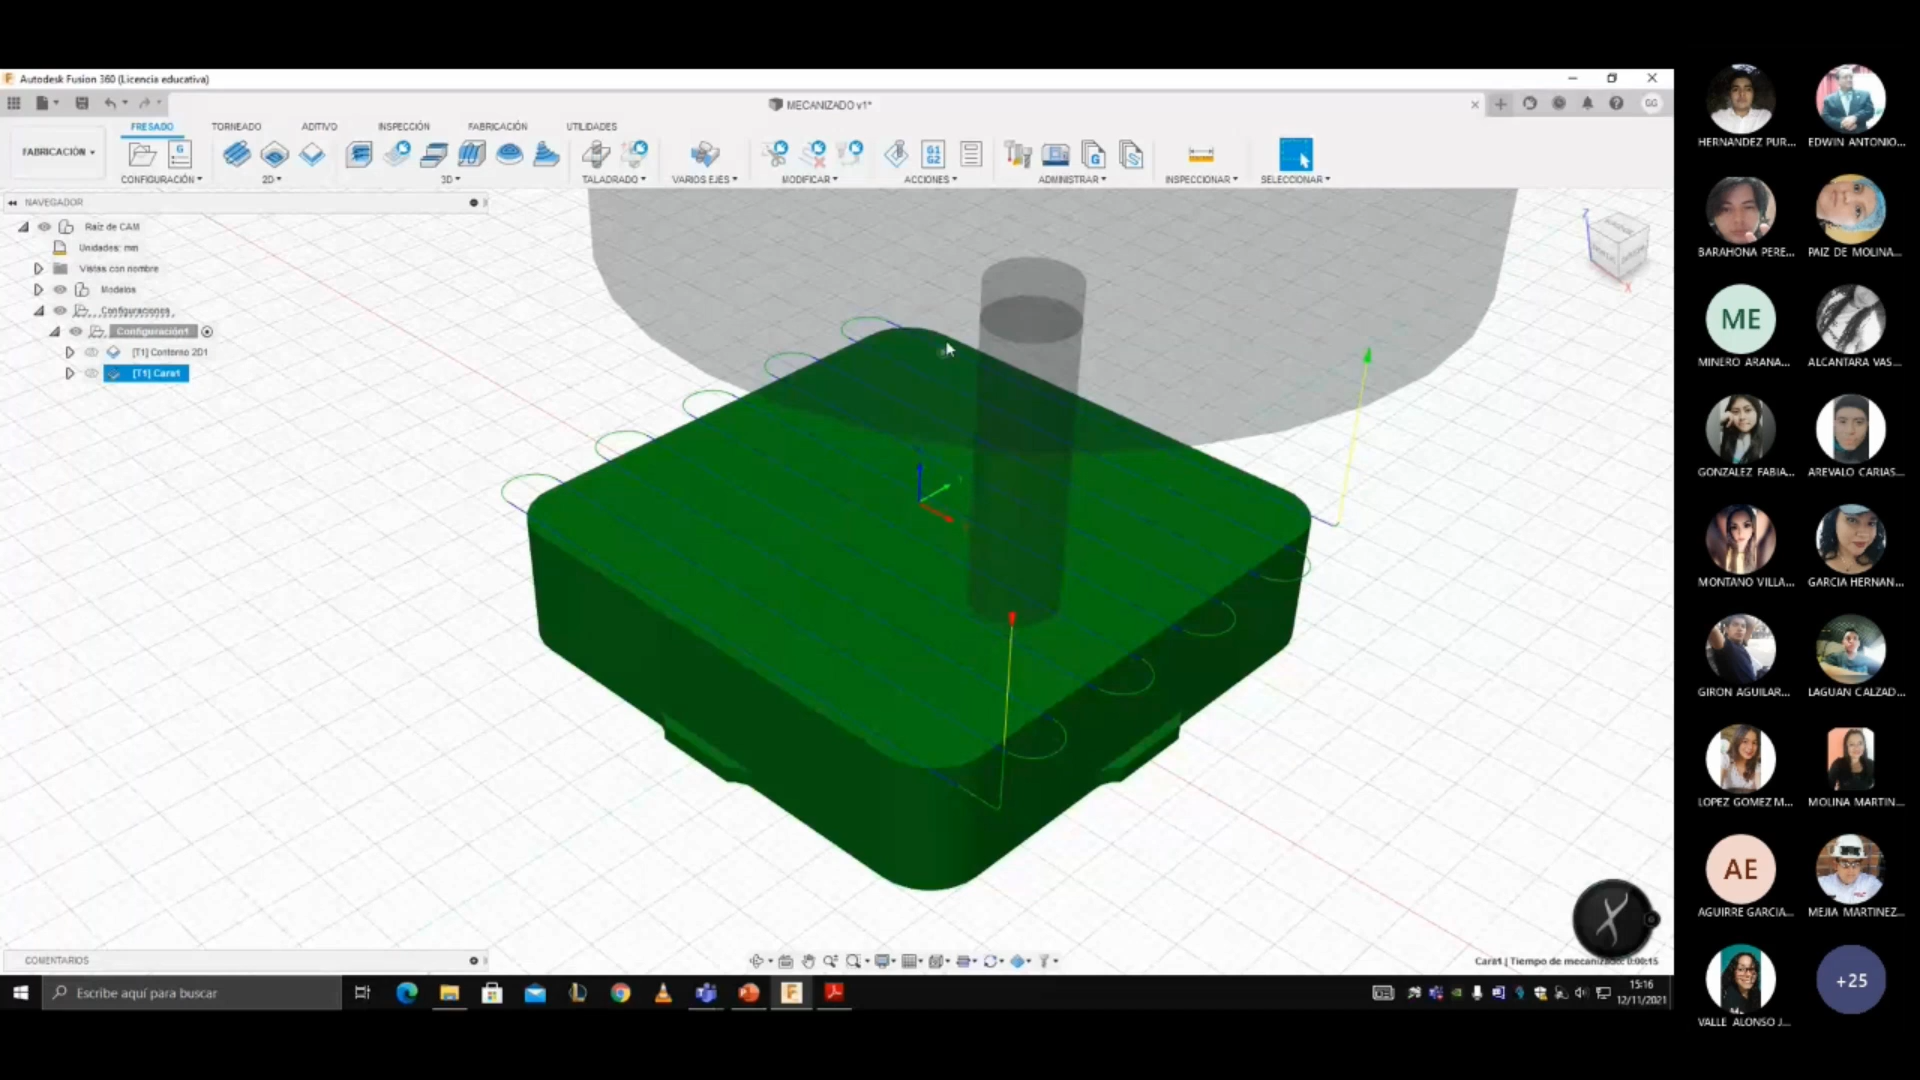 Autodesk Fusion 360 (Licencia educativa)
MECANIZADO v1*
GG
FRESADO
TORNEADO
ADITIVO
INSPECCIÓN
FABRICACIÓN
UTILIDADES
FABRICACIÓN
CONFIGURACIÓN
2D
3D
TALADRADO
VARIOS EJES
MODIFICAR
ACCIONES
ADMINISTRAR
INSPECCIONAR
SELECCIONAR
G
G1
G2
G
NAVEGADOR
Raíz de CAM
Unidades: mm
Vistas con nombre
Modelos
Configuraciones
Configuración1
[T1] Contorno 2D1
[T1] Cara1
Z
X
COMENTARIOS
Cara1 | Tiempo de mecanizado: 0:00:15
Escribe aquí para buscar
15:16
12/11/2021
HERNANDEZ PUR...
EDWIN ANTONIO...
BARAHONA PERE...
PAIZ DE MOLINA...
ME
MINERO ARANA...
ALCANTARA VAS...
GONZALEZ FABIA...
AREVALO CARIAS...
MONTANO VILLA...
GARCIA HERNAN...
GIRON AGUILAR...
LAGUAN CALZAD...
LOPEZ GOMEZ M...
MOLINA MARTIN...
AE
AGUIRRE GARCIA...
MEJIA MARTINEZ...
VALLE ALONSO J...
+25